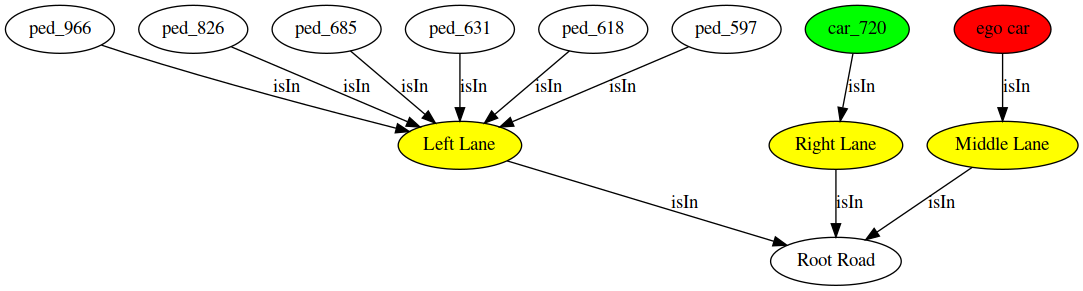 ped_966
ped_826
ped_685
ped_631
ped_618
ped_597
car_720
ego car
isIn
isIn
isIn
isIn
isIn
isIn
isIn
isIn
Left Lane
Right Lane
Middle Lane
isIn
isIn
isIn
Root Road